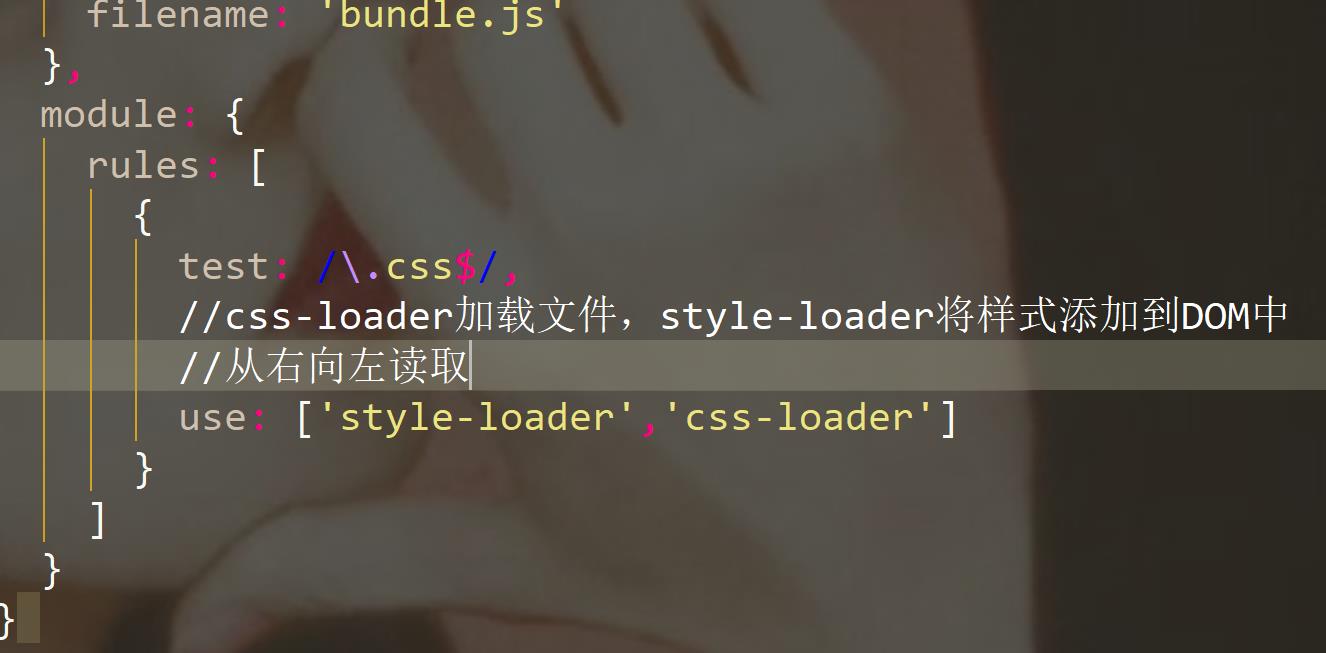 filename: 'bundle.js'
},
module: {
rules: [
{
test: /\.css$/,
//css-loader加载文件，style-loader将样式添加到DOM中
//从右向左读取
use: ['style-loader','css-loader']
}
]
}
}